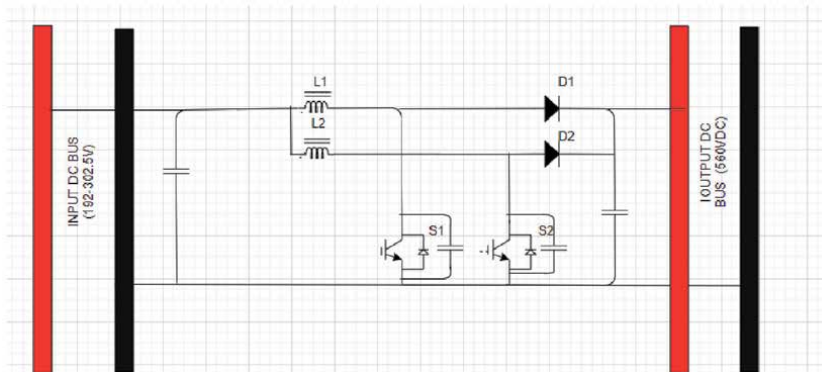 INPUT DC BUS
(192-302.5V)
L1
L2
D1
D2
S1
S2
IOUTPUT DC
BUS (560VDC)